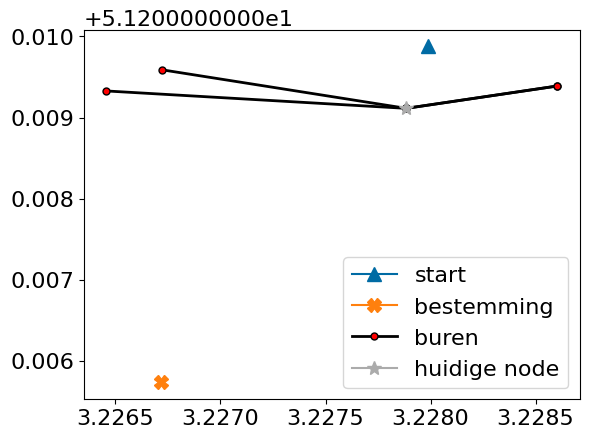 +5.1200000000e1
0.010
0.009
0.008
0.007
0.006
start
bestemming
buren
huidige node
3.2265 3.2270 3.2275 3.2280 3.2285